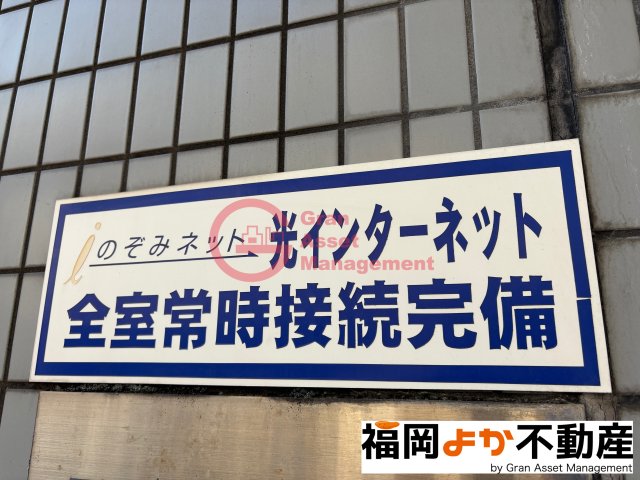 iのぞみネット 光インターネット
全室常時接続完備
Gran
Asset
Management
福岡よか不動産
by Gran Asset Management